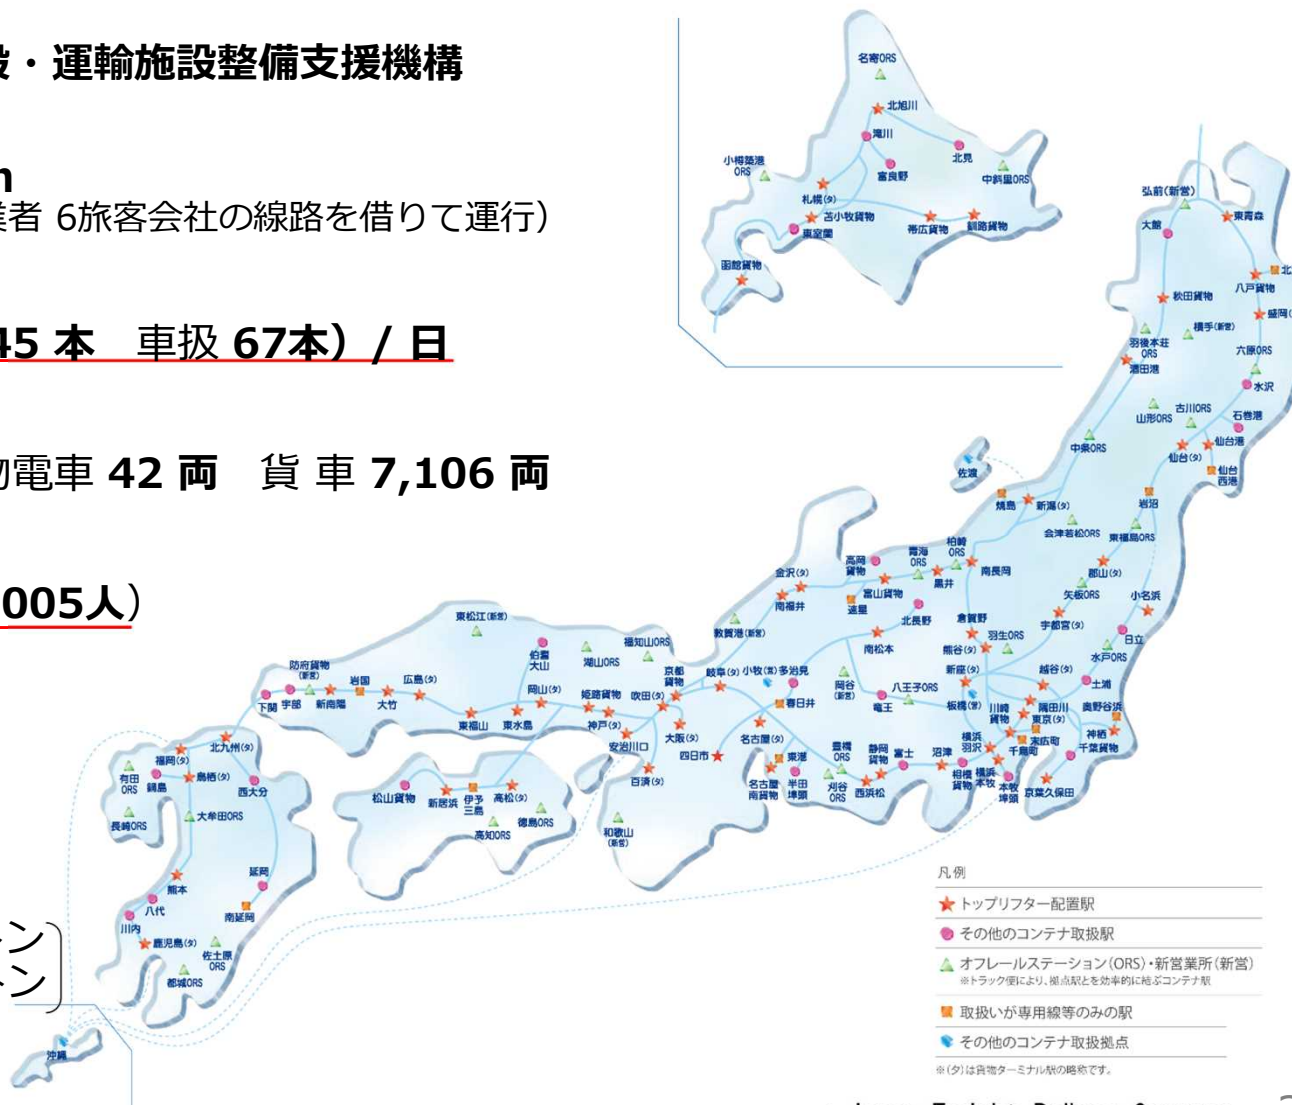 設・運輸施設整備支援機構
業者 6旅客会社の線路を借りて運行）
45 本　車扱 67本）/ 日
物電車 42 両　貨 車 7,106 両
005人）
トン
トン
名寄ORS
北旭川
滝川
北見
小樽築港
ORS
富良野
中斜里ORS
札幌(タ)
苫小牧貨物
東室蘭
帯広貨物
釧路貨物
函館貨物
弘前(新営)
東青森
大館
北
八戸貨物
秋田貨物
盛岡(
横手(新営)
羽後本荘
ORS
六原ORS
酒田港
水沢
山形ORS
古川ORS
石巻港
中条ORS
仙台(タ)
仙台港
仙台
西港
佐渡
岩沼
焼島
新潟(タ)
会津若松ORS
東福島ORS
高岡
貨物
青海
ORS
柏崎
ORS
金沢(タ)
黒井
南長岡
郡山(タ)
富山貨物
速星
矢板ORS
小名浜
南福井
北長野
倉賀野
宇都宮(タ)
敦賀港(新営)
羽生ORS
日立
南松本
熊谷(タ)
水戸ORS
東松江(新営)
福知山ORS
伯耆
大山
湖山ORS
京都
貨物
岐阜(タ)
小牧(営)
多治見
新座(タ)
越谷(タ)
土浦
岡谷
(新営)
八王子ORS
竜王
板橋(営)
川崎
貨物
隅田川
東京(タ)
奥野谷浜
防府貨物
(新営)
岩国
広島(タ)
岡山(タ)
姫路貨物
吹田(タ)
春日井
末広町
神栖
下関
宇部
新南陽
大竹
東福山
東水島
神戸(タ)
大阪(タ)
名古屋(タ)
横浜
羽沢
千鳥町
千葉貨物
安治川口
四日市
東港
豊橋
ORS
静岡
貨物
富士
沼津
北九州(タ)
福岡(タ)
百済(タ)
名古屋
南貨物
半田
埠頭
刈谷
ORS
西浜松
相模
貨物
横浜
本牧
本牧
埠頭
京葉久保田
有田
ORS
鍋島
鳥栖(タ)
西大分
松山貨物
新居浜
伊予
三島
高松(タ)
長崎ORS
大牟田ORS
高知ORS
徳島ORS
和歌山
(新営)
延岡
熊本
八代
南延岡
川内
鹿児島(タ)
佐土原
ORS
都城ORS
沖縄
凡例
トップリフター配置駅
その他のコンテナ取扱駅
オフレールステーション(ORS)・新営業所(新営)
※トラック便により、拠点駅とを効率的に結ぶコンテナ駅
取扱いが専用線等のみの駅
その他のコンテナ取扱拠点
※(タ)は貨物ターミナル駅の略称です。